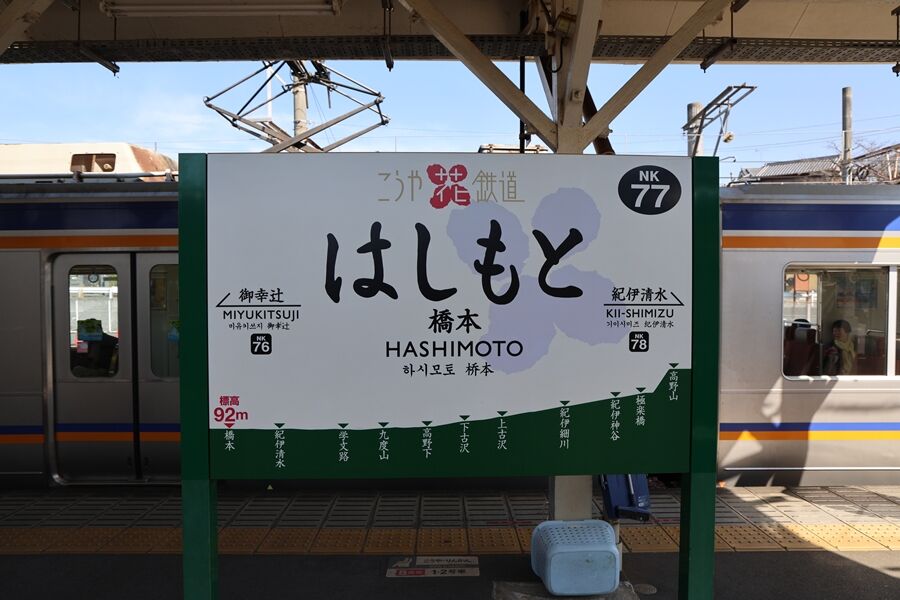 こうや花鉄道
NK
77
はしもと
橋本
HASHIMOTO
하시모토 桥本
御幸辻
MIYUKITSUJI
미유키쓰지 御幸辻
NK
76
紀伊清水
KII-SHIMIZU
기이시미즈 纪伊清水
NK
78
標高
92m
橋本
紀伊清水
学文路
九度山
高野下
下古沢
上古沢
紀伊細川
紀伊神谷
極楽橋
高野山
1·2号車